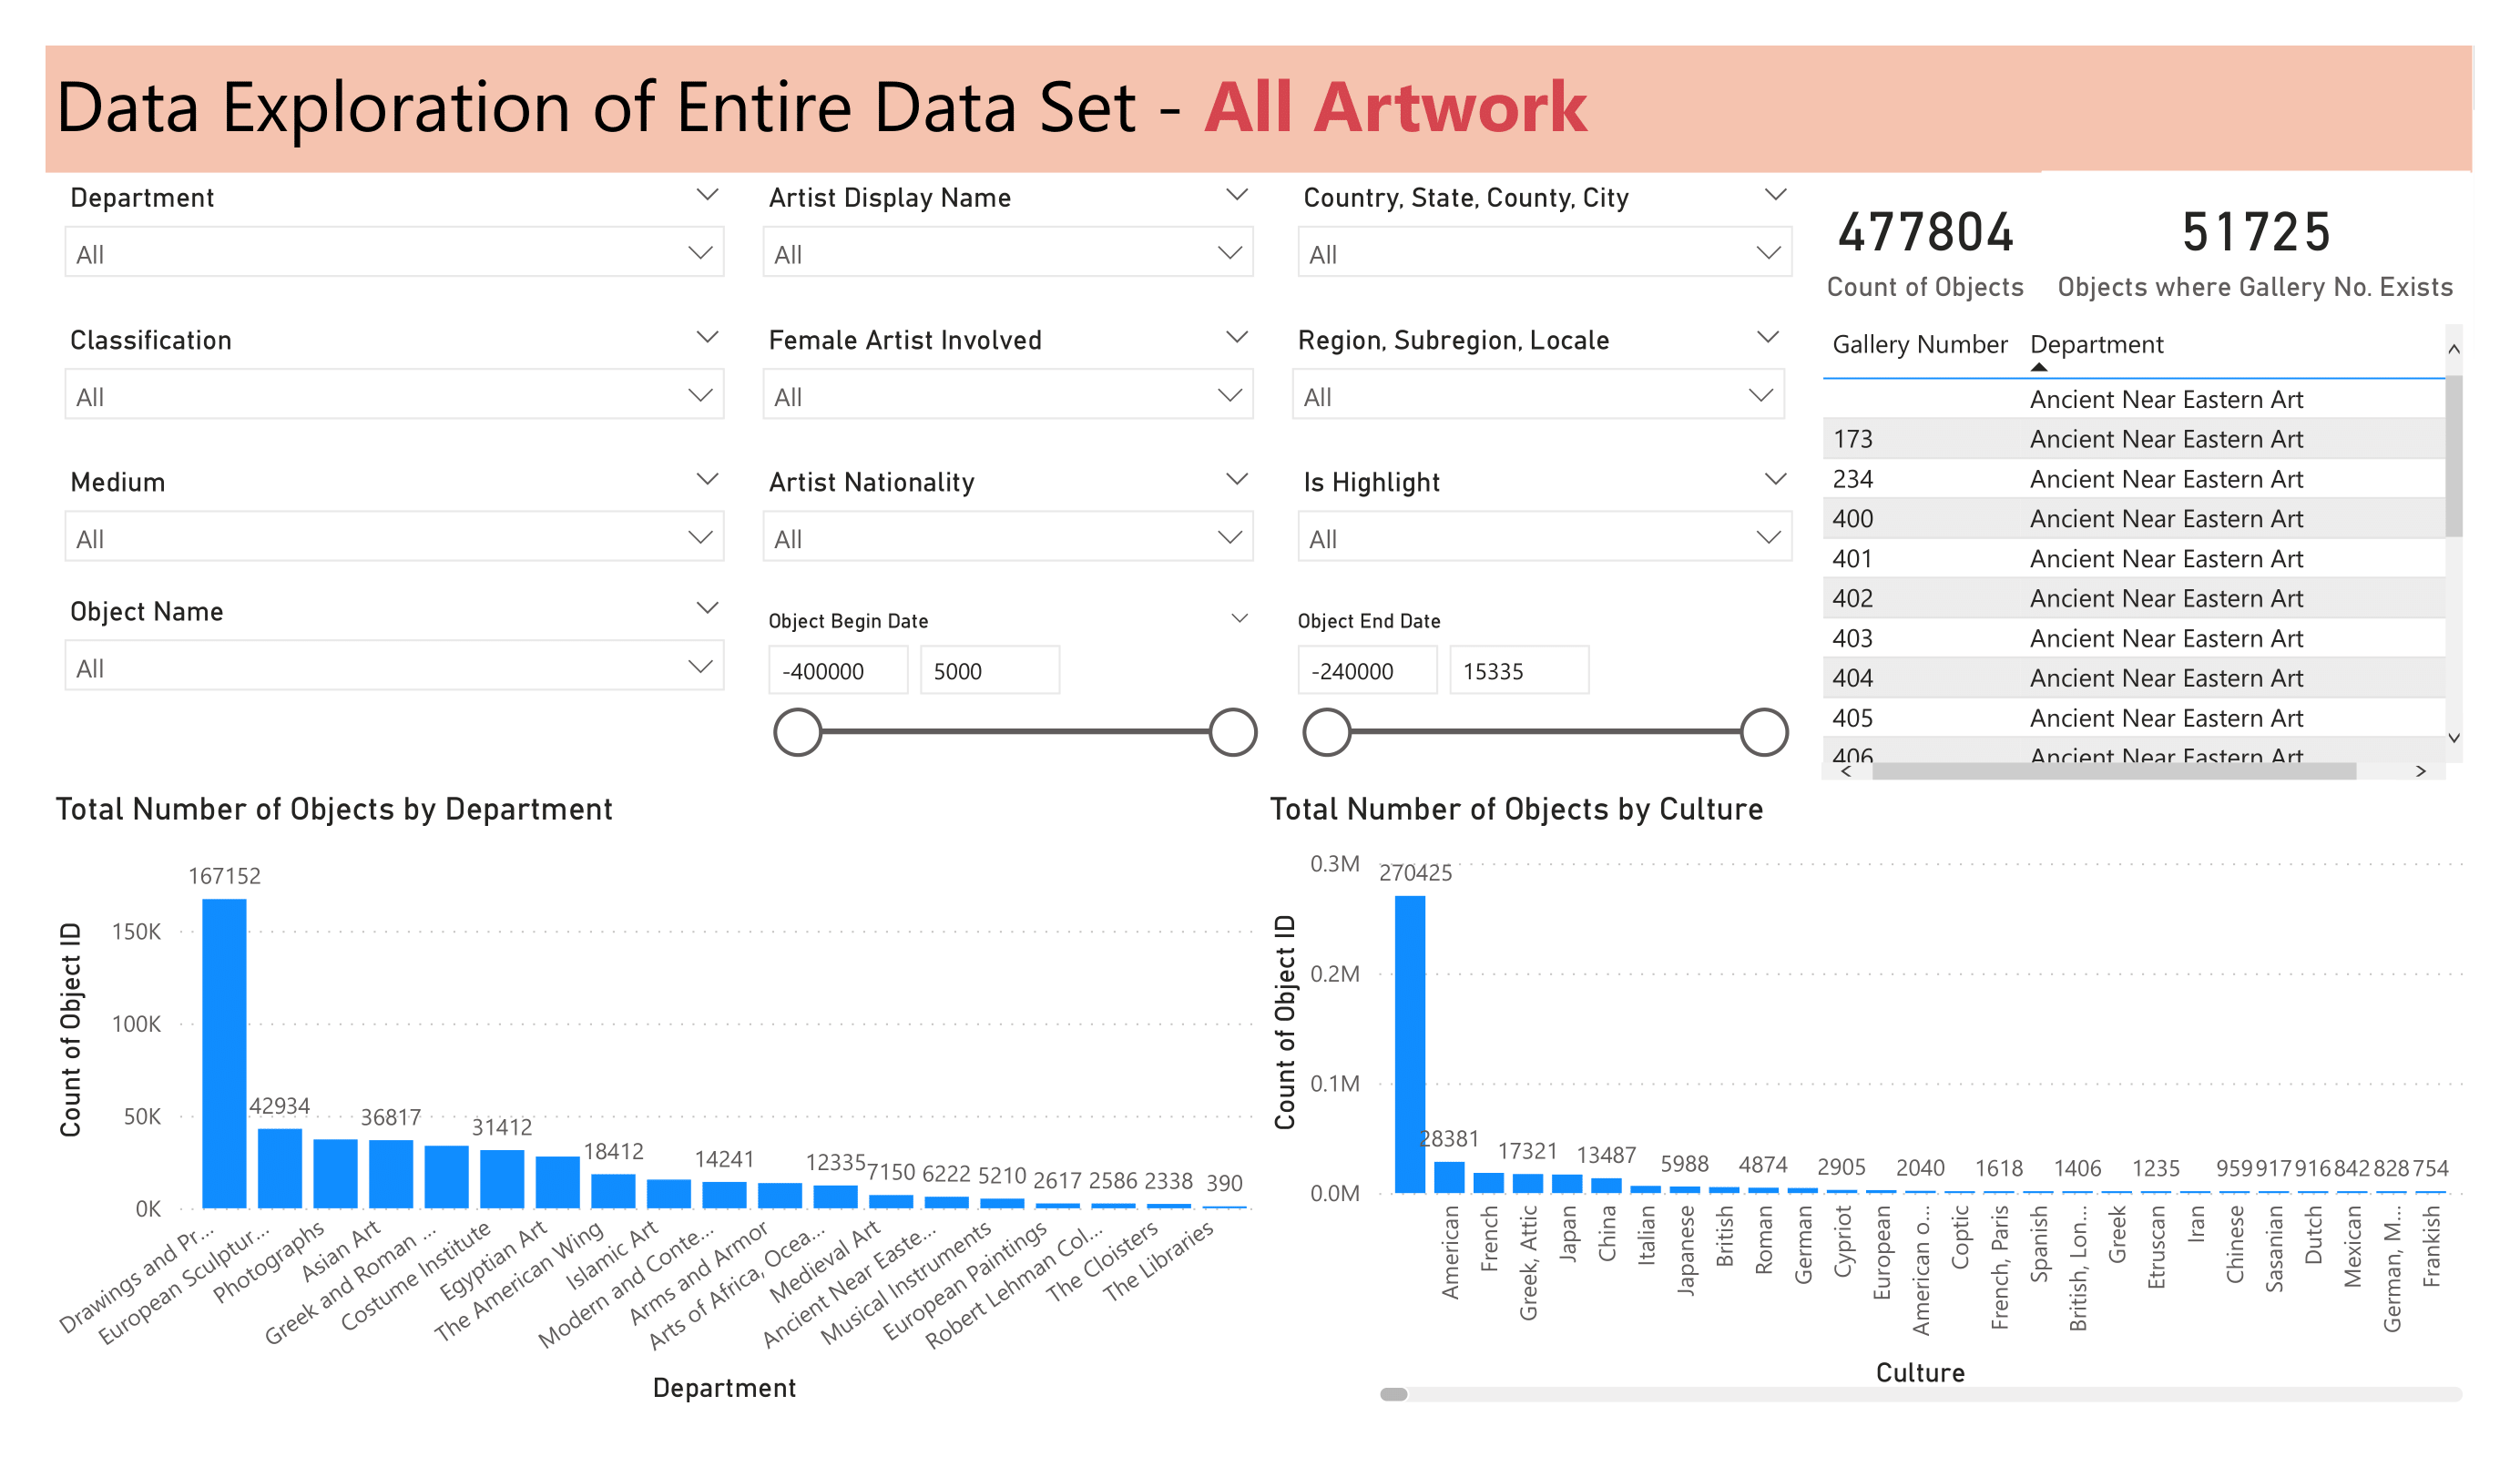 Data Exploration of Entire Data Set - All Artwork
Department
All
Artist Display Name
All
Country, State, County, City
All
477804
Count of Objects
51725
Objects where Gallery No. Exists
Classification
All
Female Artist Involved
All
Region, Subregion, Locale
All
Medium
All
Artist Nationality
All
Is Highlight
All
Object Name
All
Object Begin Date
-400000 5000
Object End Date
-240000 15335
Gallery Number Department
Ancient Near Eastern Art
173 Ancient Near Eastern Art
234 Ancient Near Eastern Art
400 Ancient Near Eastern Art
401 Ancient Near Eastern Art
402 Ancient Near Eastern Art
403 Ancient Near Eastern Art
404 Ancient Near Eastern Art
405 Ancient Near Eastern Art
406 Ancient Near Eastern Art
Total Number of Objects by Department
Count of Object ID
150K
100K
50K
0K
167152
42934
36817
31412
18412
14241
12335
7150
6222
5210
2617
2586
2338
390
Drawings and Pr...
European Sculptur...
Photographs
Asian Art
Greek and Roman ...
Costume Institute
Egyptian Art
The American Wing
Islamic Art
Modern and Conte...
Arms and Armor
Arts of Africa, Ocea...
Medieval Art
Ancient Near Easte...
Musical Instruments
European Paintings
Robert Lehman Col...
The Cloisters
The Libraries
Department
Total Number of Objects by Culture
Count of Object ID
0.3M
0.2M
0.1M
0.0M
270425
28381
17321
13487
5988
4874
2905
2040
1618
1406
1235
959
917
916
842
828
754
American
French
Greek, Attic
Japan
China
Italian
Japanese
British
Roman
German
Cypriot
European
American o...
Coptic
French, Paris
Spanish
British, Lon...
Greek
Etruscan
Iran
Chinese
Sasanian
Dutch
Mexican
German, M...
Frankish
Culture